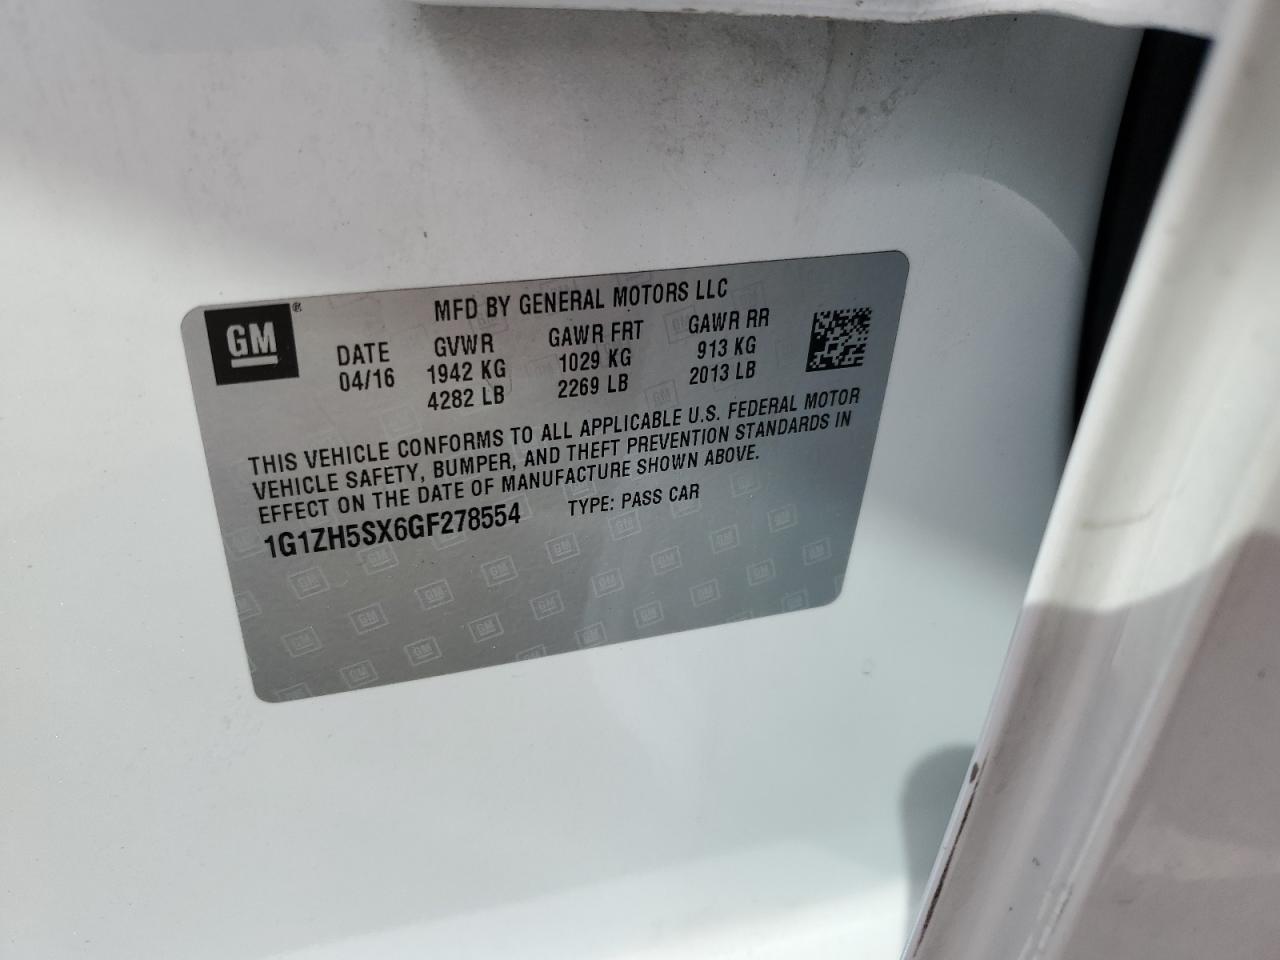 GM®
MFD BY GENERAL MOTORS LLC
DATE GVWR GAWR FRT GAWR RR
04/16 1942 KG 1029 KG 913 KG
4282 LB 2269 LB 2013 LB
THIS VEHICLE CONFORMS TO ALL APPLICABLE U.S. FEDERAL MOTOR
VEHICLE SAFETY, BUMPER, AND THEFT PREVENTION STANDARDS IN
EFFECT ON THE DATE OF MANUFACTURE SHOWN ABOVE.
1G1ZH5SX6GF278554 TYPE: PASS CAR